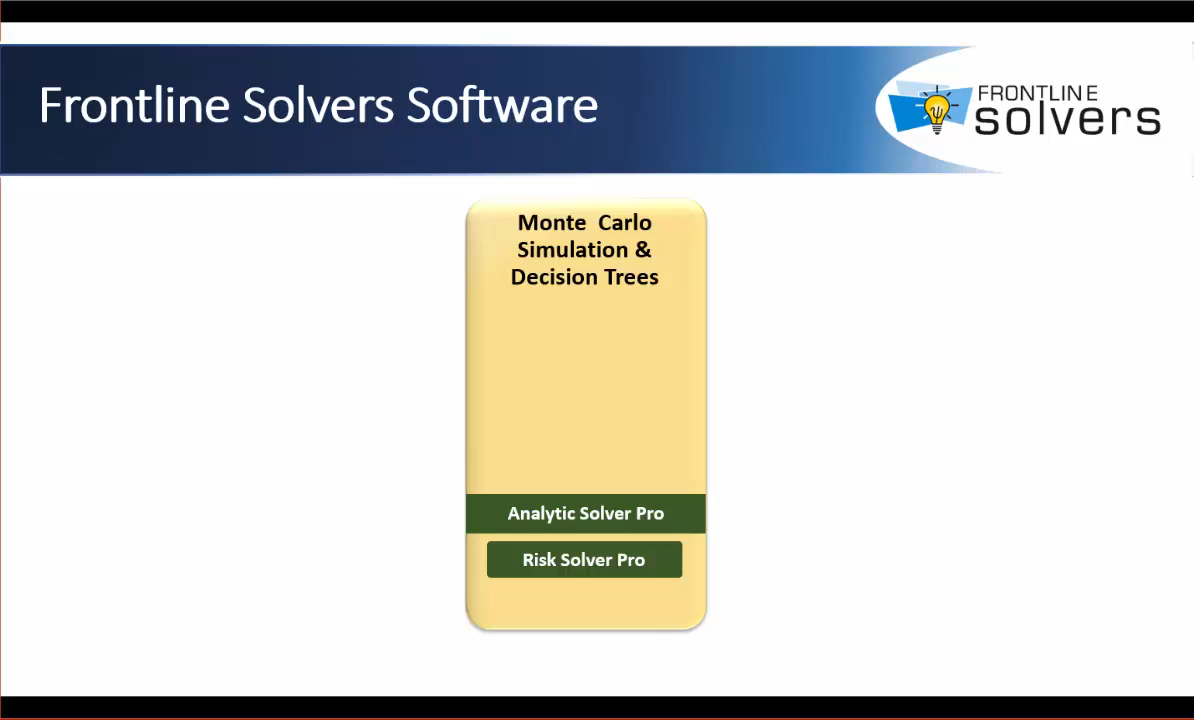 Frontline Solvers Software
FRONTLINE
solvers
Monte  Carlo
Simulation &
Decision Trees
Analytic Solver Pro
Risk Solver Pro